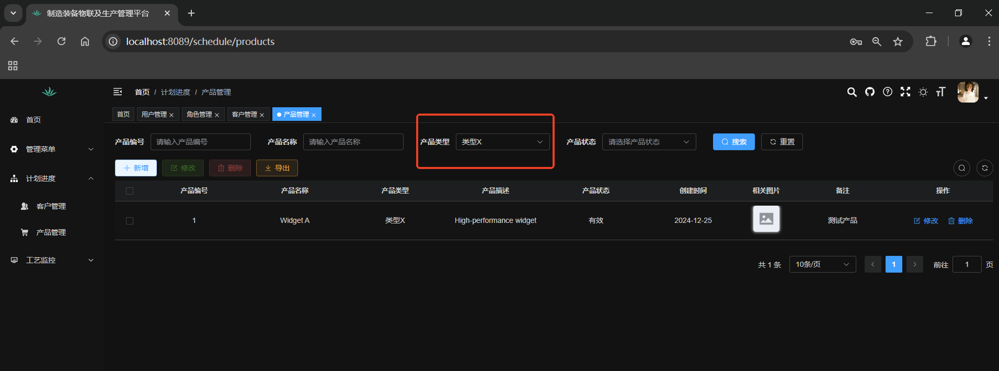 制造装备物联及生产管理平台
localhost:8089/schedule/products
首页 / 计划进度 / 产品管理
首页 用户管理 角色管理 客户管理 产品管理
首页
管理菜单
计划进度
客户管理
产品管理
工艺监控
产品编号 请输入产品编号 产品名称 请输入产品名称 产品类型 类型X 产品状态 请选择产品状态 搜索 重置
新增 修改 删除 导出
产品编号 产品名称 产品类型 产品描述 产品状态 创建时间 相关图片 备注 操作
1 Widget A 类型X High-performance widget 有效 2024-12-25 测试产品 修改 删除
共 1 条 10条/页 1 前往 1 页